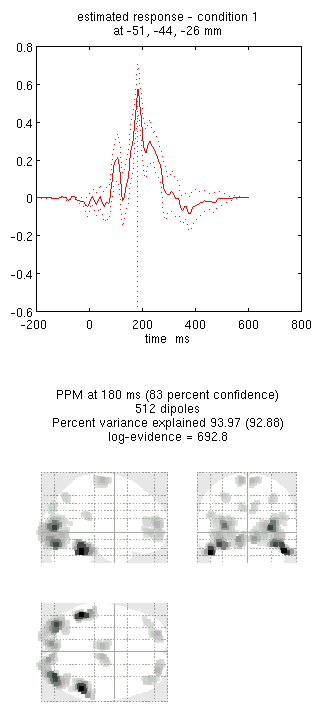 estimated response - condition 1
at -51, -44, -26 mm
0.8
0.6
0.4
0.2
0
-0.2
-0.4
-0.6
-200 0 200 400 600 800
time ms
PPM at 180 ms (83 percent confidence)
512 dipoles
Percent variance explained 93.97 (92.88)
log-evidence = 692.8